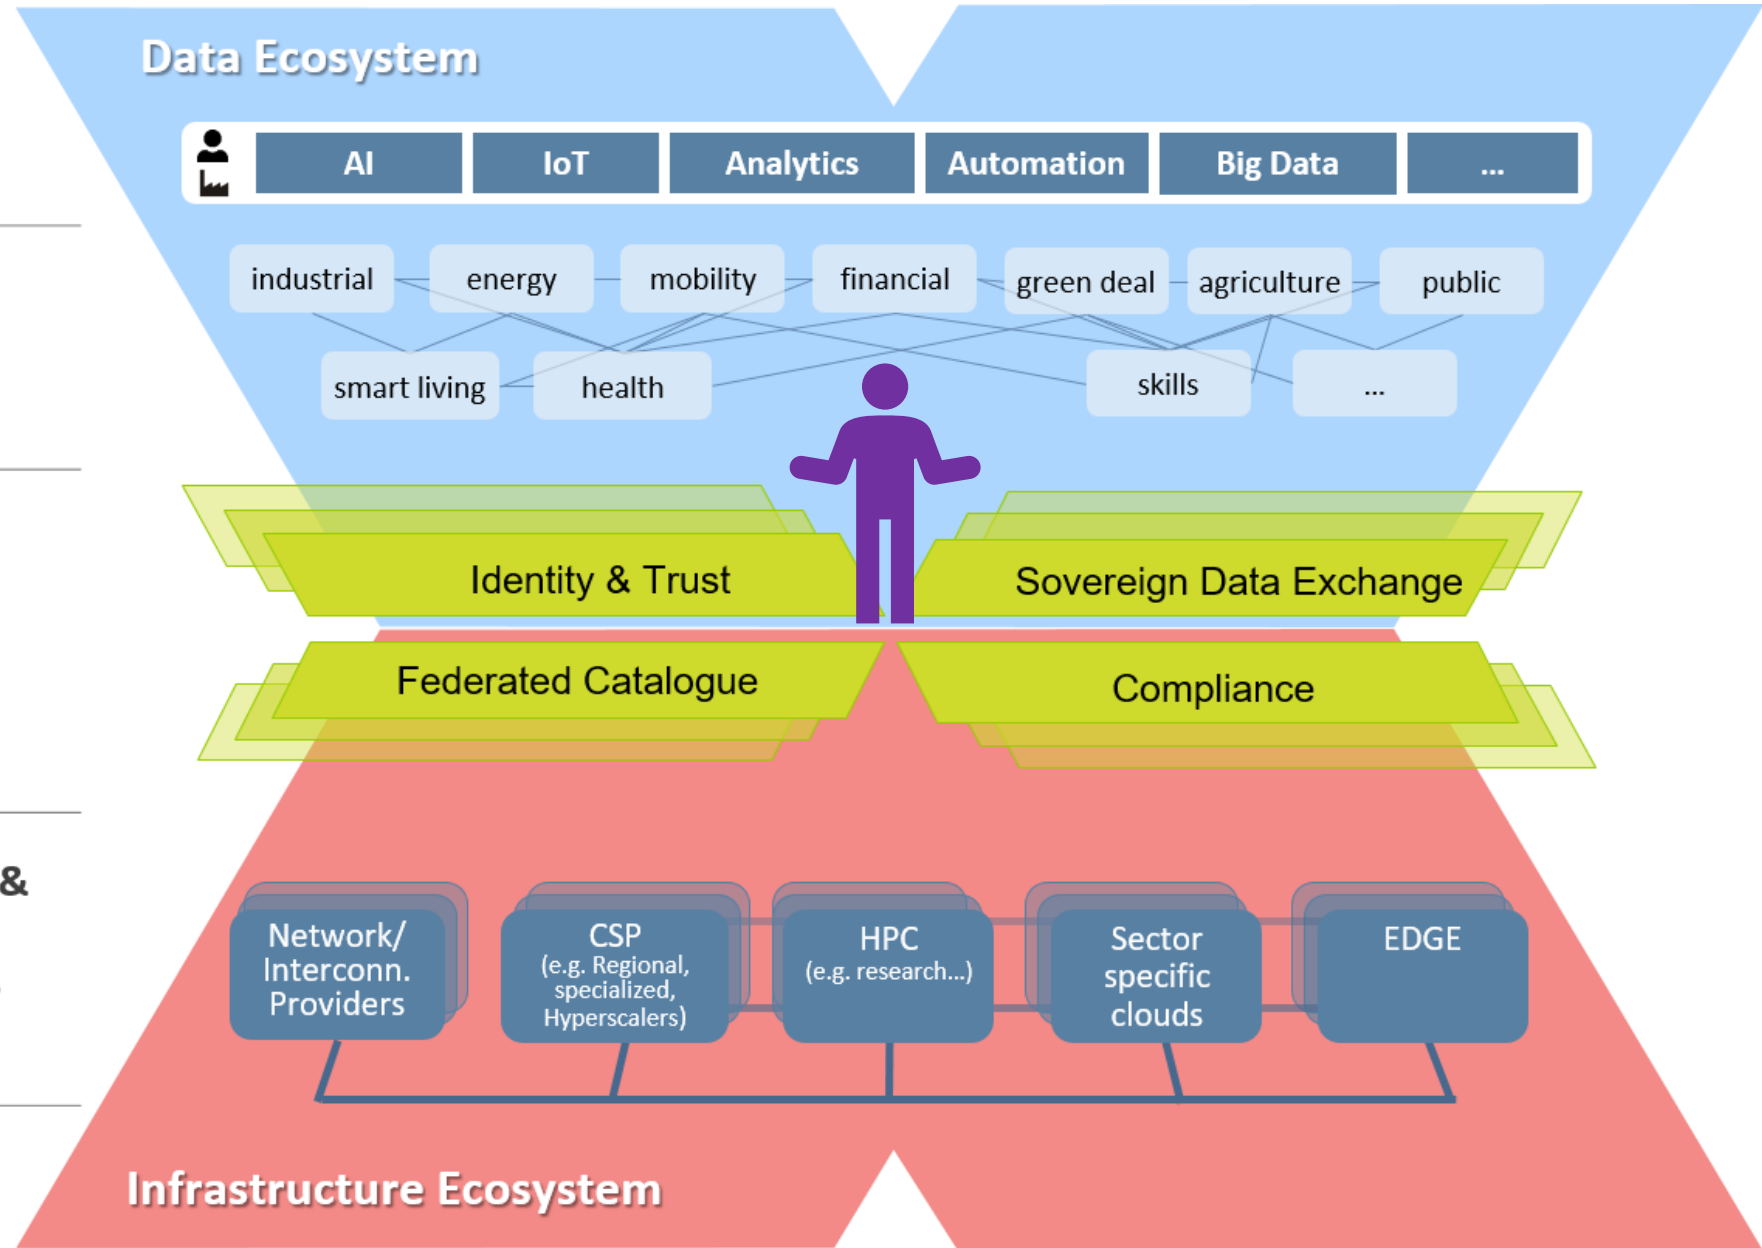 Data Ecosystem
AI
IoT
Analytics
Automation
Big Data
...
industrial
energy
mobility
financial
green deal
agriculture
public
smart living
health
skills
...
Identity & Trust
Sovereign Data Exchange
Federated Catalogue
Compliance
&
Network/
Interconn.
Providers
CSP
(e.g. Regional,
specialized,
Hyperscalers)
HPC
(e.g. research...)
Sector
specific
clouds
EDGE
Infrastructure Ecosystem